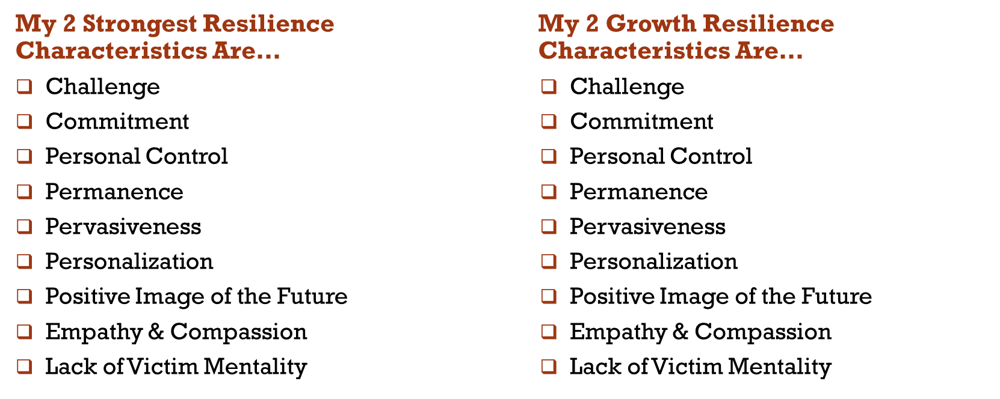 My 2 Strongest Resilience
Characteristics Are...
Challenge
Commitment
Personal Control
Permanence
Pervasiveness
Personalization
Positive Image of the Future
Empathy & Compassion
Lack of Victim Mentality
My 2 Growth Resilience
Characteristics Are...
Challenge
Commitment
Personal Control
Permanence
Pervasiveness
Personalization
Positive Image of the Future
Empathy & Compassion
Lack of Victim Mentality